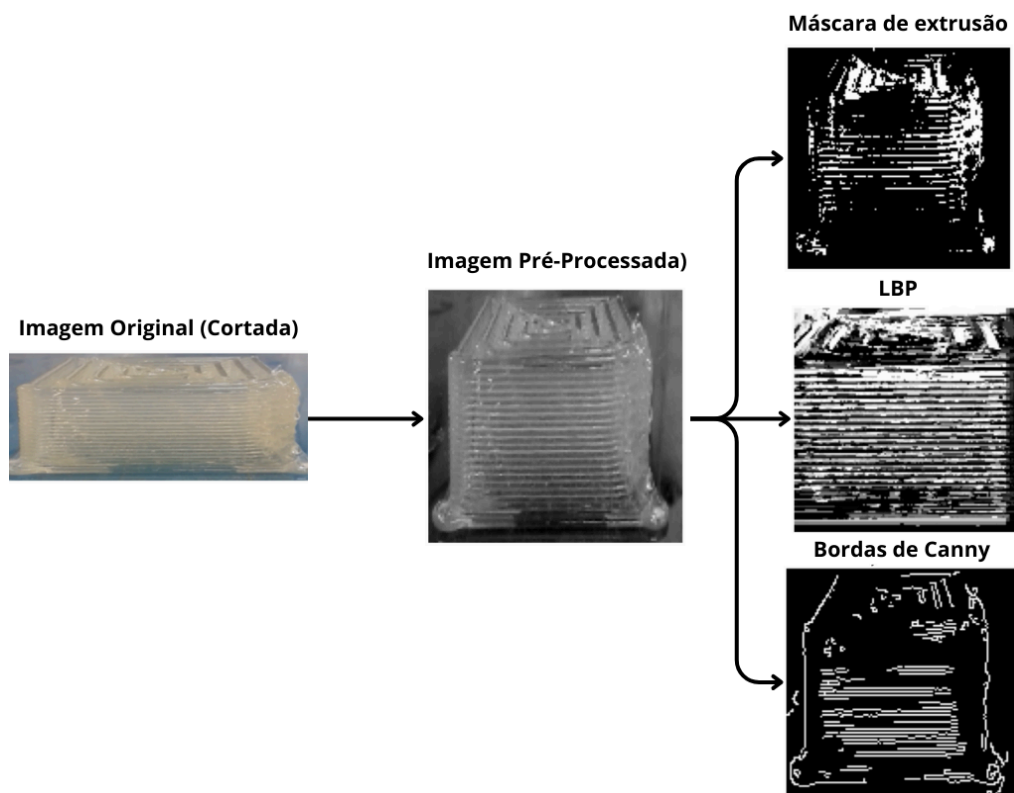 Máscara de extrusão
Imagem Pré-Processada)
LBP
Imagem Original (Cortada)
Bordas de Canny